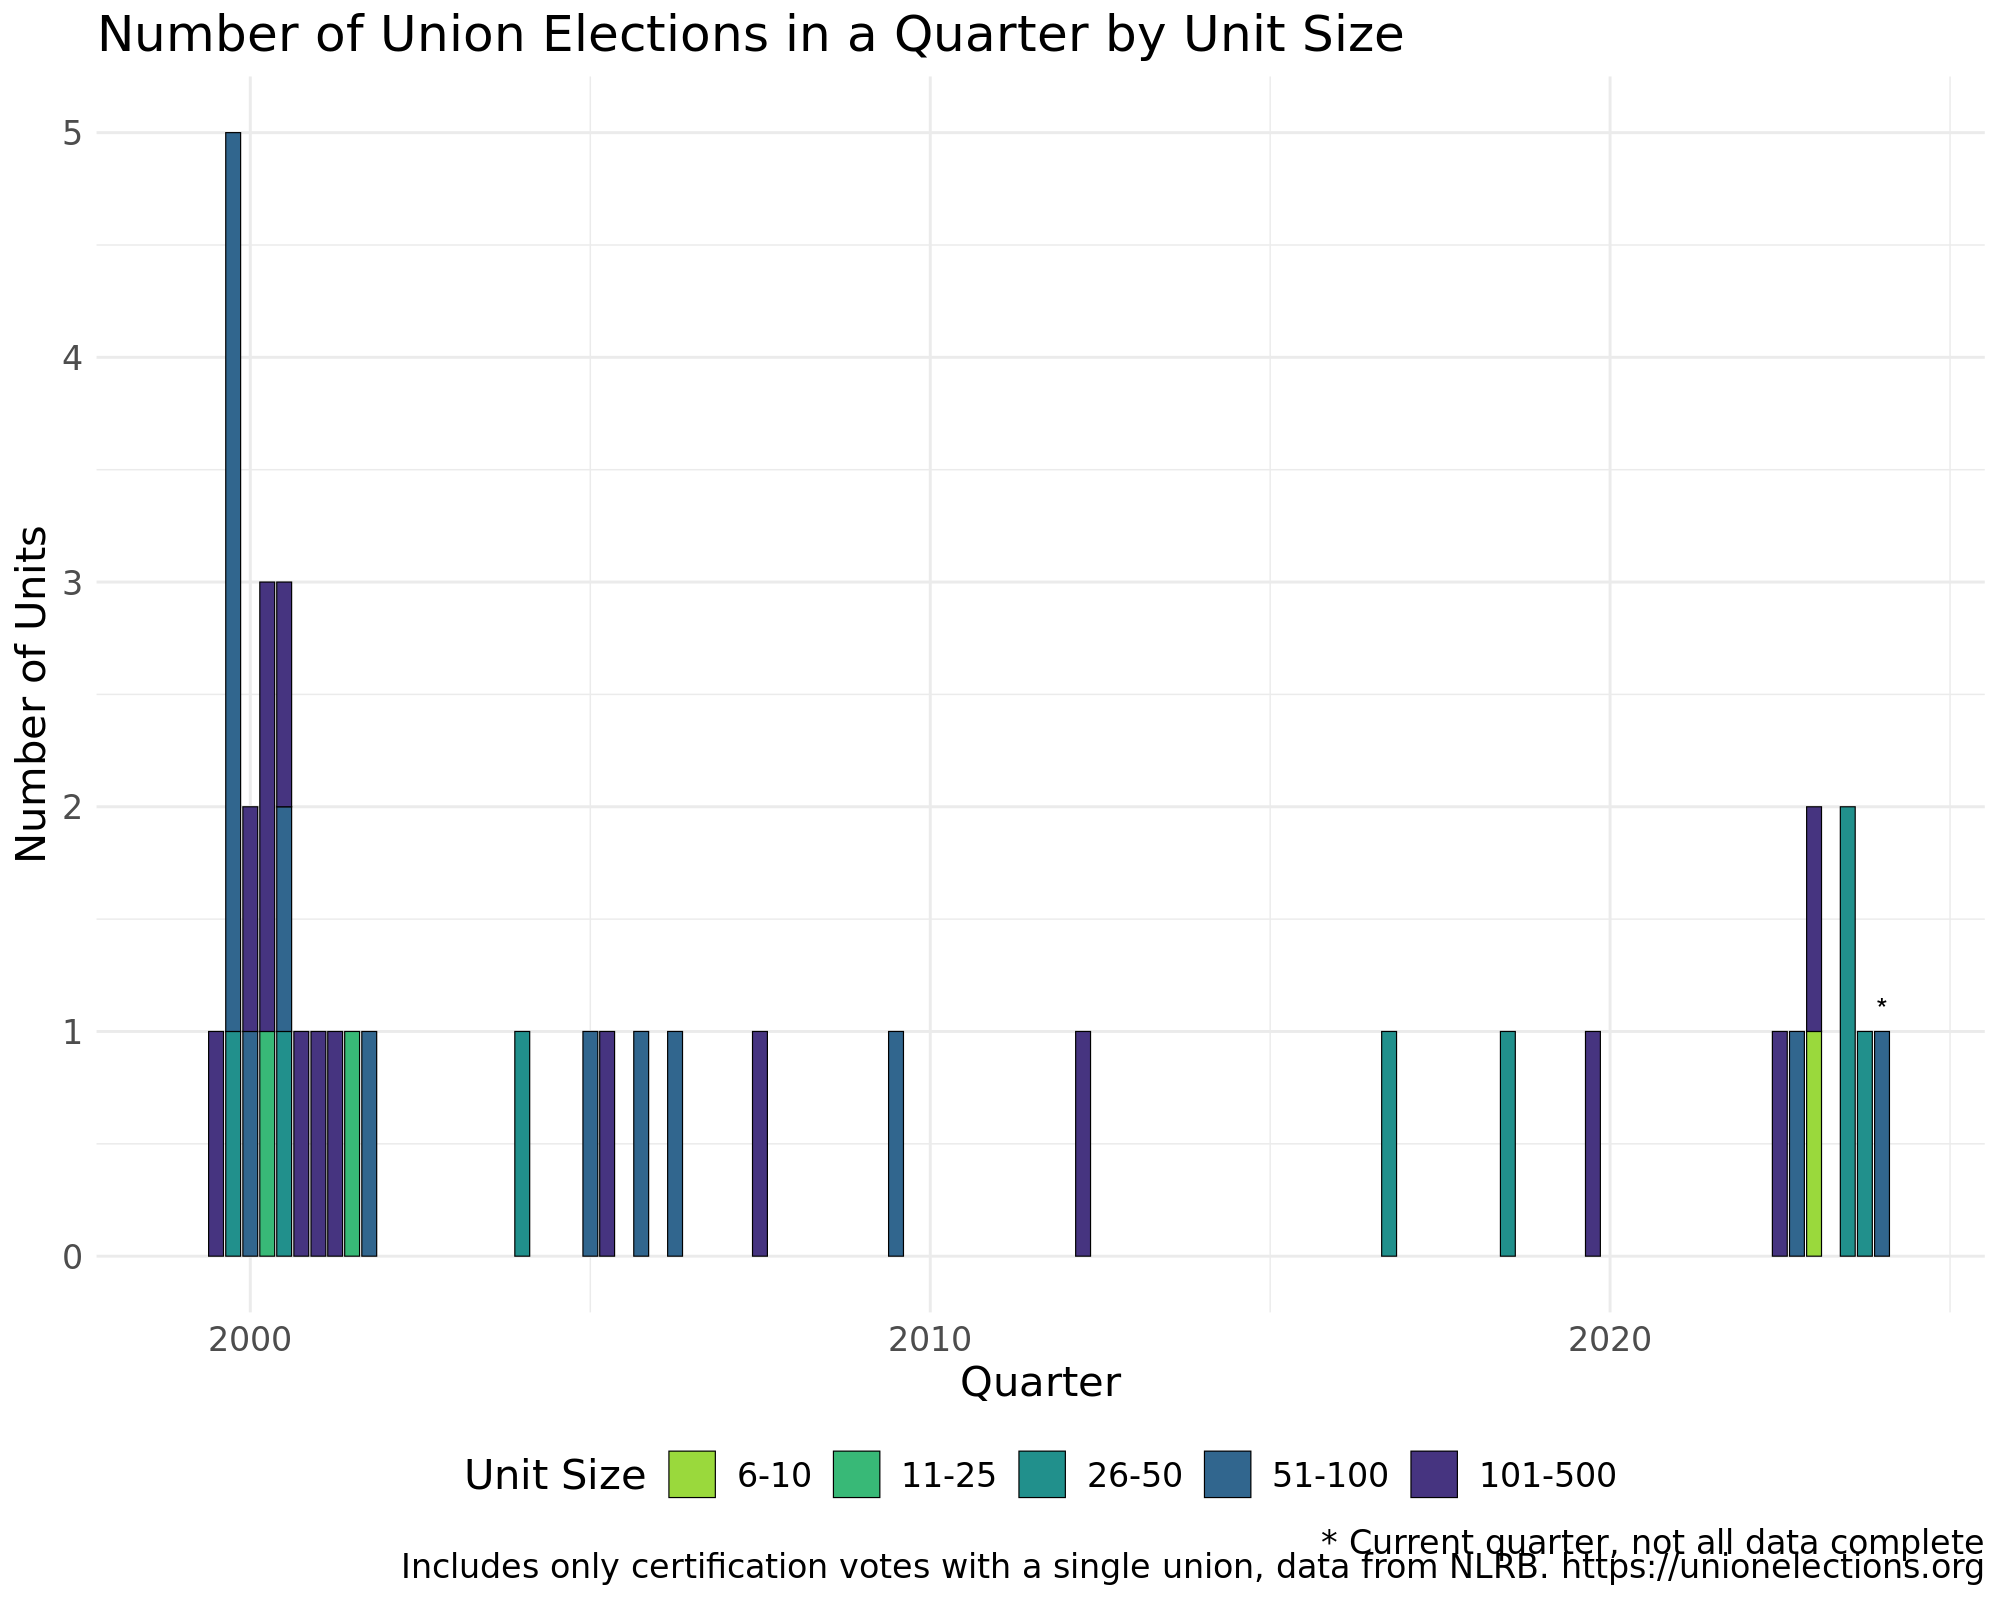 Number of Union Elections in a Quarter by Unit Size
Number of Units
5
4
3
2
1
0
*
2000 2010 2020
Quarter
Unit Size 6-10 11-25 26-50 51-100 101-500
* Current quarter, not all data complete
Includes only certification votes with a single union, data from NLRB. https://unionelections.org